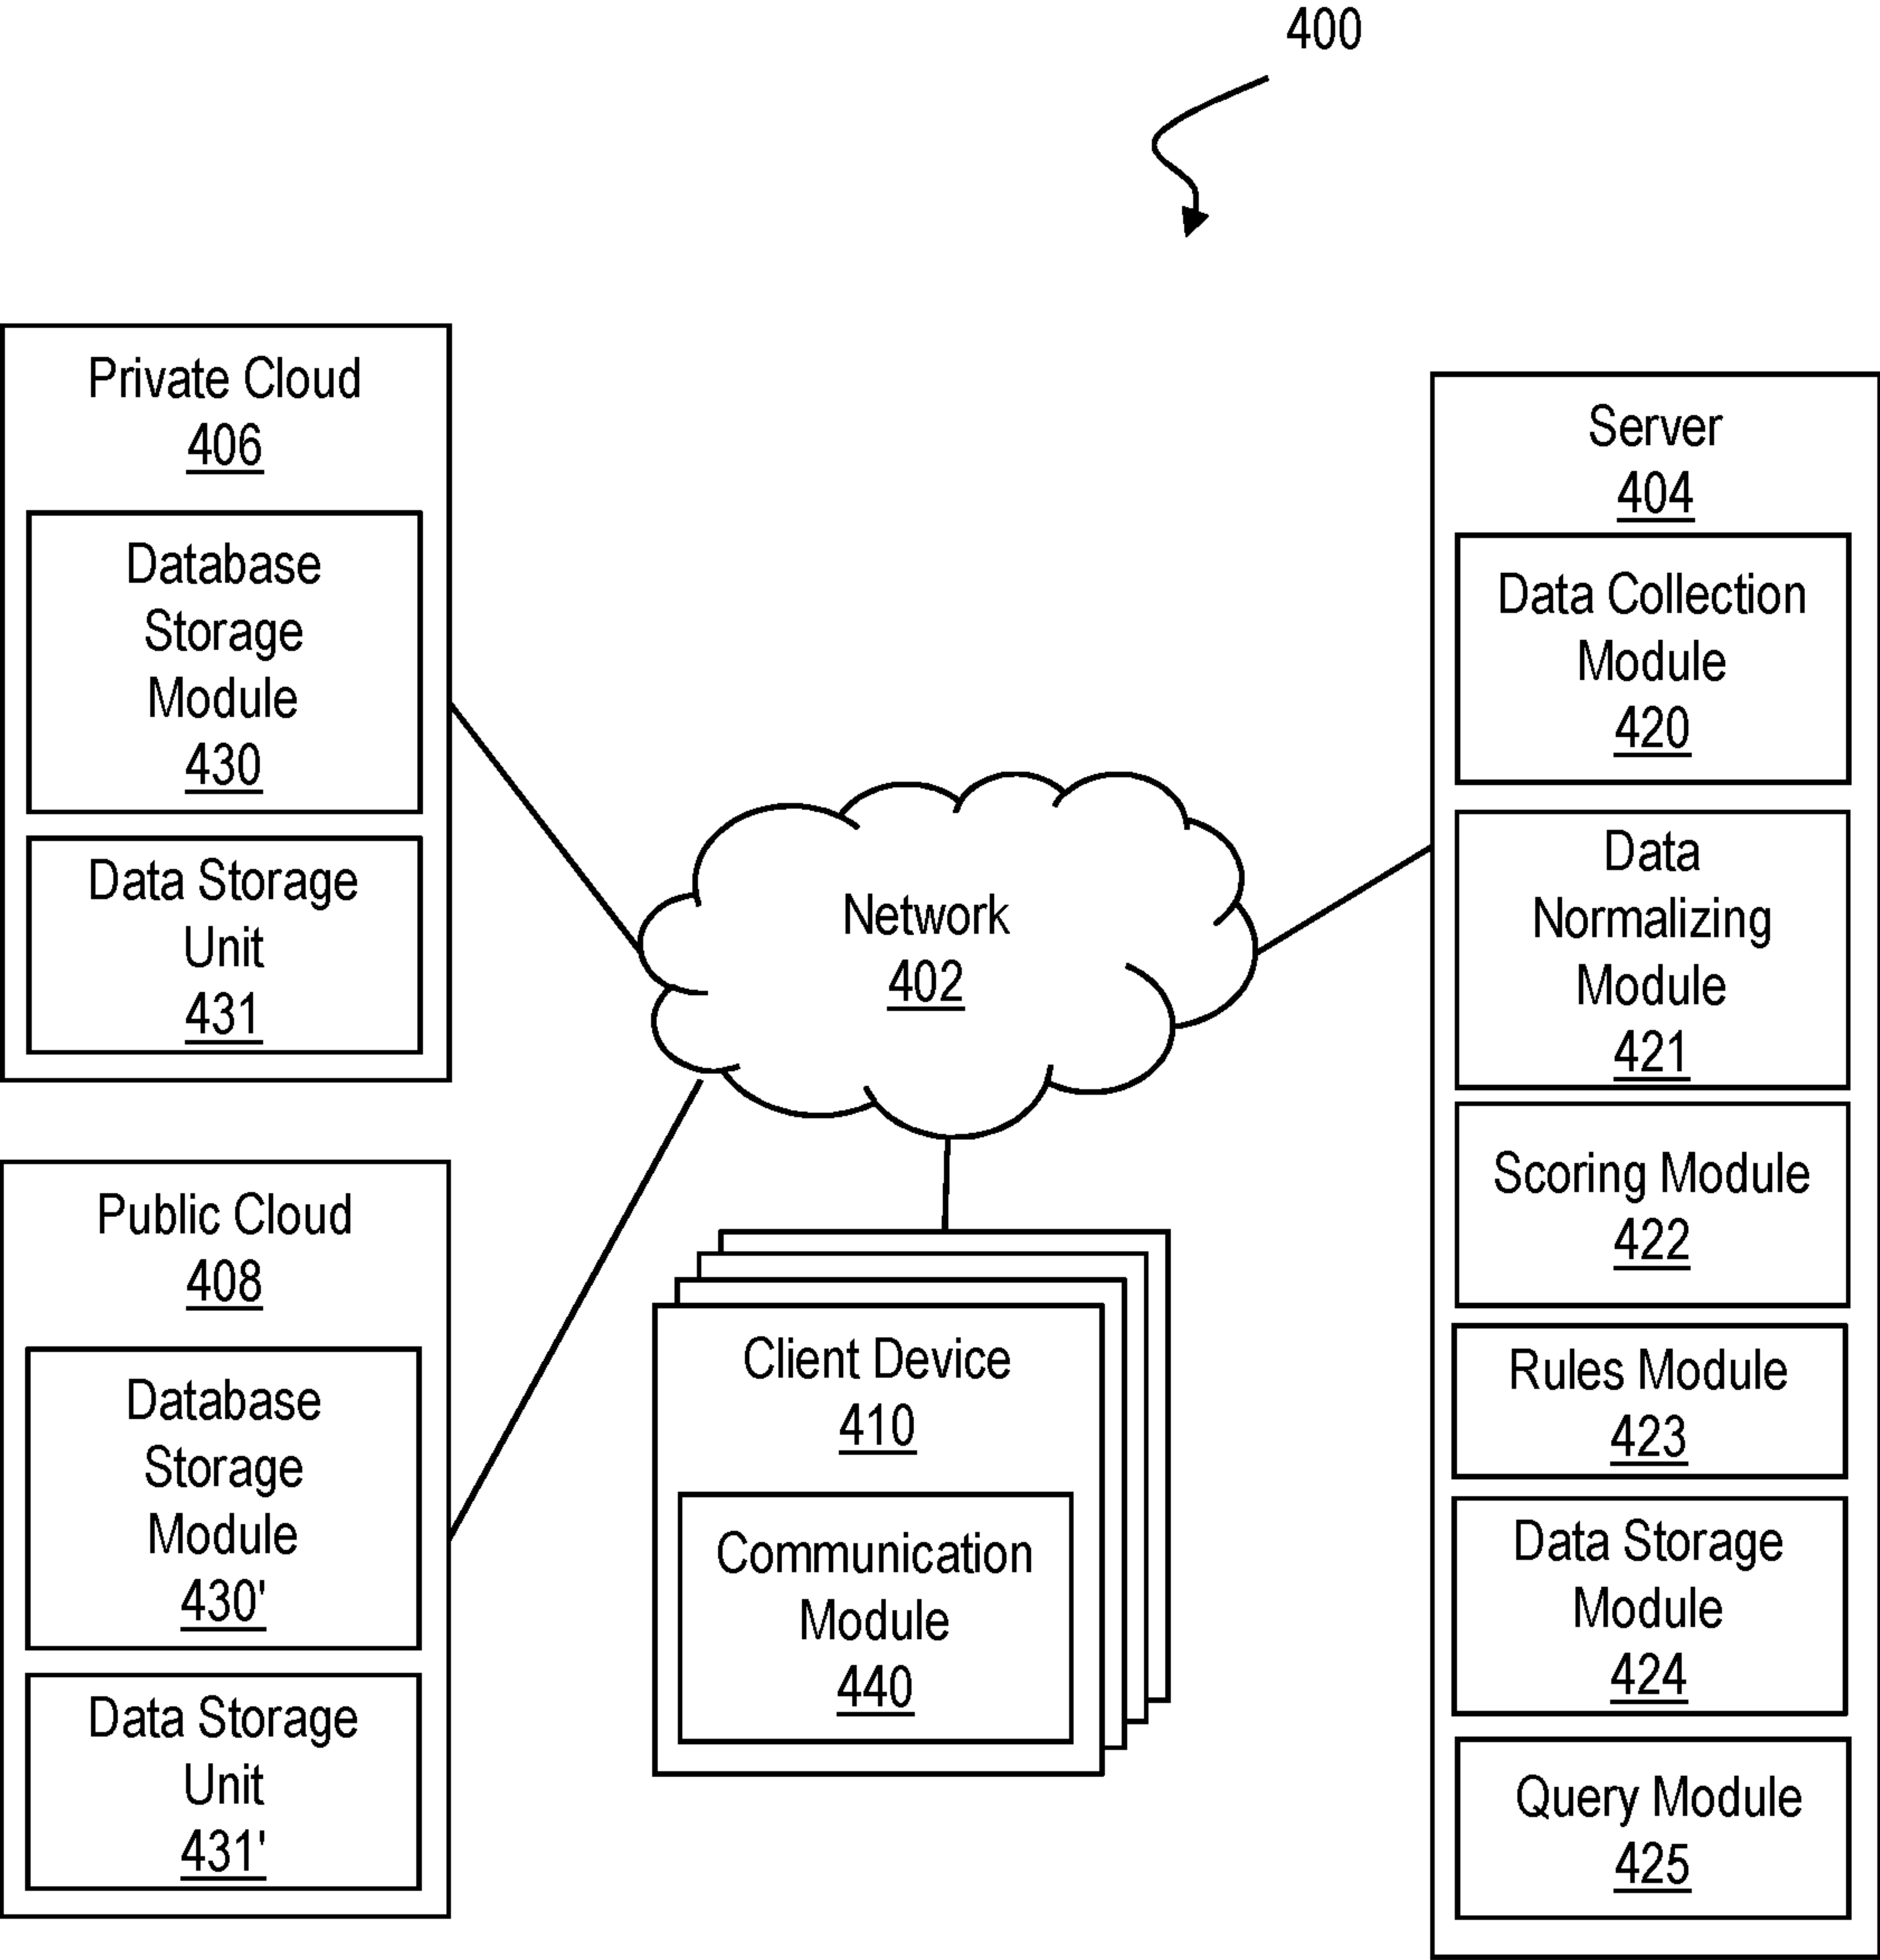 400
Private Cloud
406
Database
Storage
Module
430
Data Storage
Unit
431
Public Cloud
408
Database
Storage
Module
430'
Data Storage
Unit
431'
Network
402
Client Device
410
Communication
Module
440
Server
404
Data Collection
Module
420
Data
Normalizing
Module
421
Scoring Module
422
Rules Module
423
Data Storage
Module
424
Query Module
425